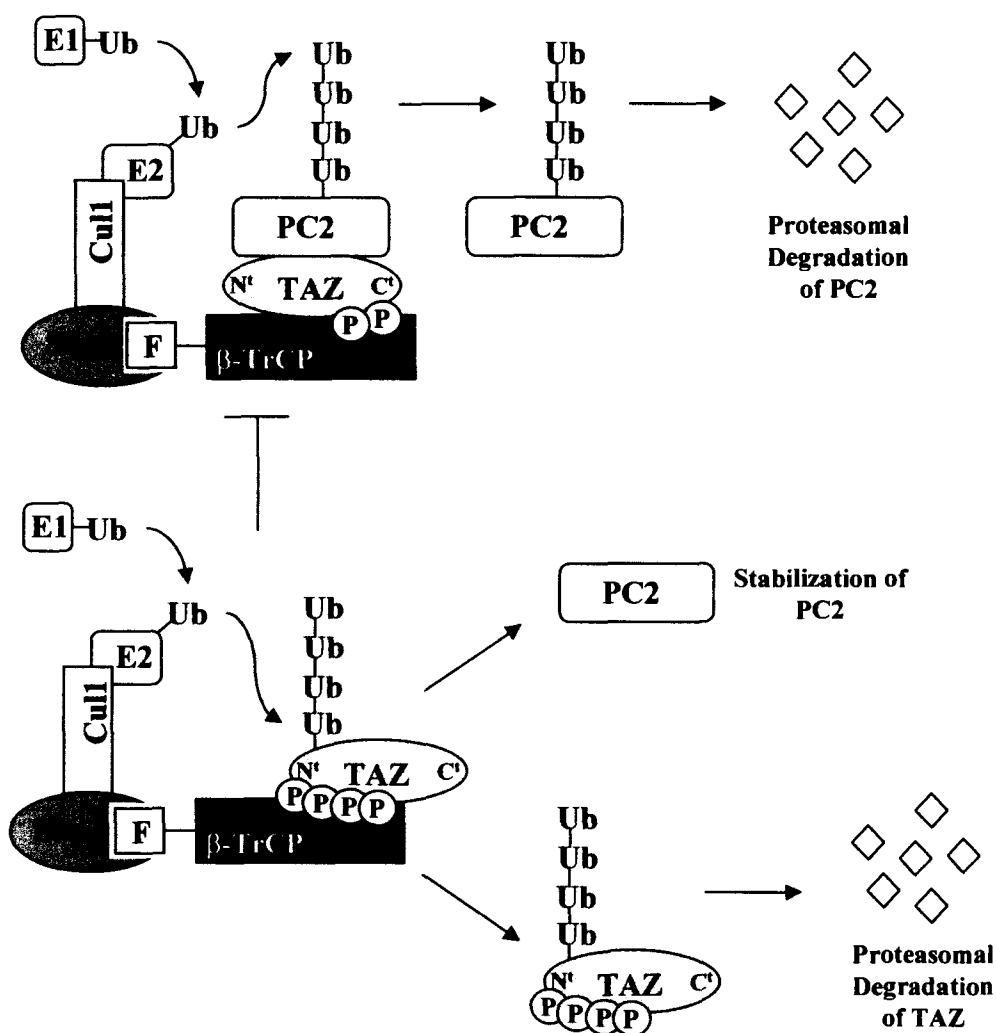 E1-Ub
Ub
E2
Cul1
F
β-TrCP
Nᵗ TAZ Cᵗ
P P
PC2
Ub
Ub
Ub
Ub
Ub
Ub
Ub
Ub
PC2
Proteasomal
Degradation
of PC2
E1-Ub
Ub
E2
Cul1
F
β-TrCP
Nᵗ TAZ Cᵗ
P P P P
Ub
Ub
Ub
Ub
PC2
Stabilization of
PC2
Ub
Ub
Ub
Ub
Nᵗ TAZ Cᵗ
P P P P
Proteasomal
Degradation
of TAZ